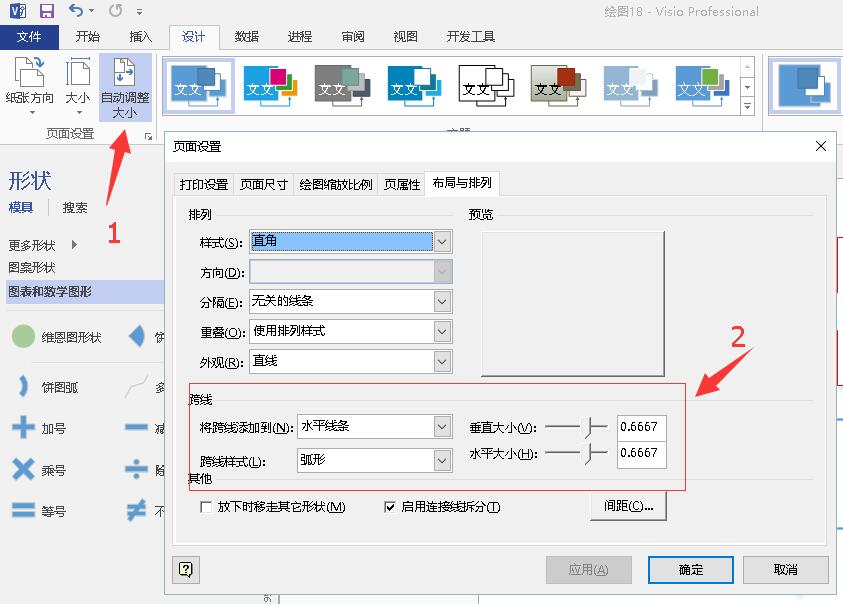 绘图18 - Visio Professional
文件 开始 插入 设计 数据 进程 审阅 视图 开发工具
纸张方向 大小 自动调整
大小
文文 文文 文文 文文 文文 文文 文文 文文
页面设置
页面设置
形状
模具 搜索
1
更多形状
图案形状
图表和数学图形
维恩图形状
饼图弧
加号
乘号
等号
打印设置 页面尺寸 绘图缩放比例 页属性 布局与排列
排列
样式(S): 直角
方向(D):
分隔(E): 无关的线条
重叠(O): 使用排列样式
外观(R): 直线
预览
2
跨线
将跨线添加到(N): 水平线条 垂直大小(V): 0.6667
跨线样式(L): 弧形 水平大小(H): 0.6667
其他
放下时移走其它形状(M) 启用连接线拆分(T) 间距(C)...
应用(A) 确定 取消